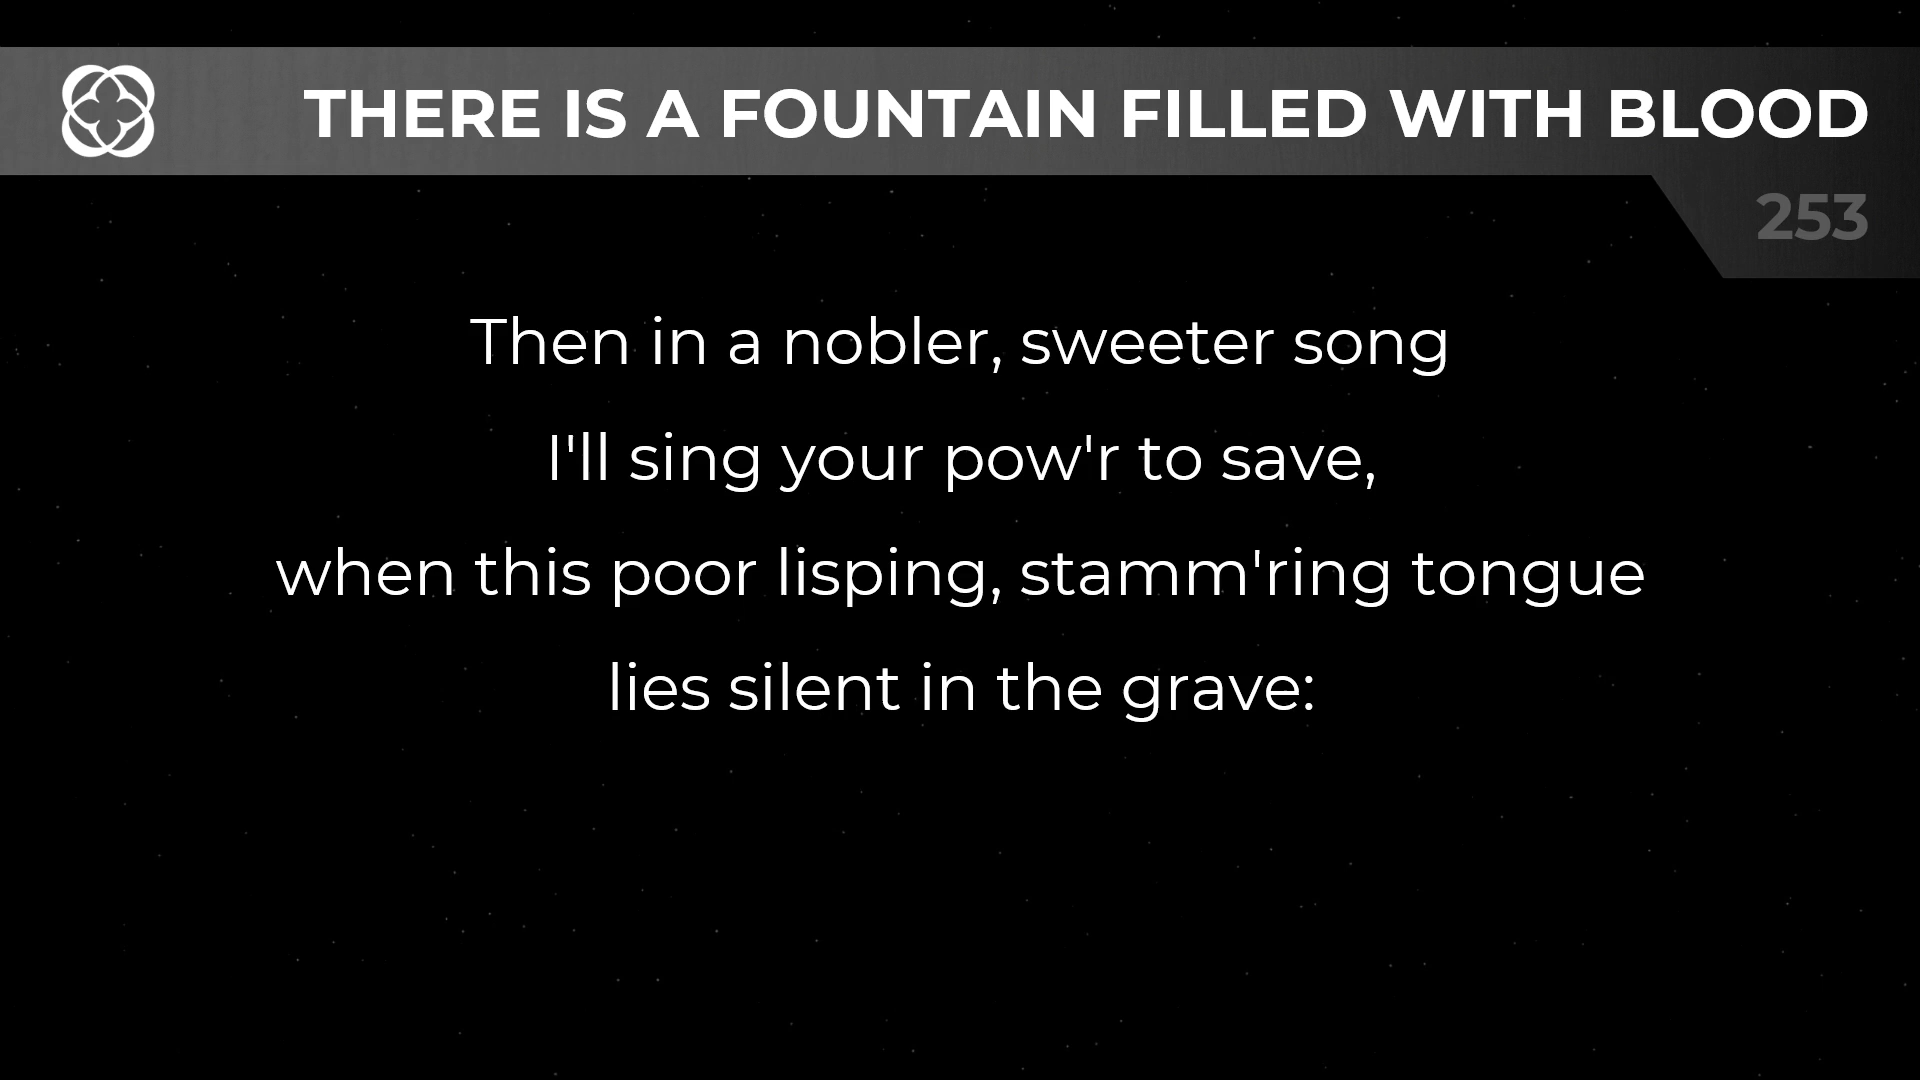 THERE IS A FOUNTAIN FILLED WITH BLOOD
253
Then in a nobler, sweeter song
I'll sing your pow'r to save,
when this poor lisping, stamm'ring tongue
lies silent in the grave: